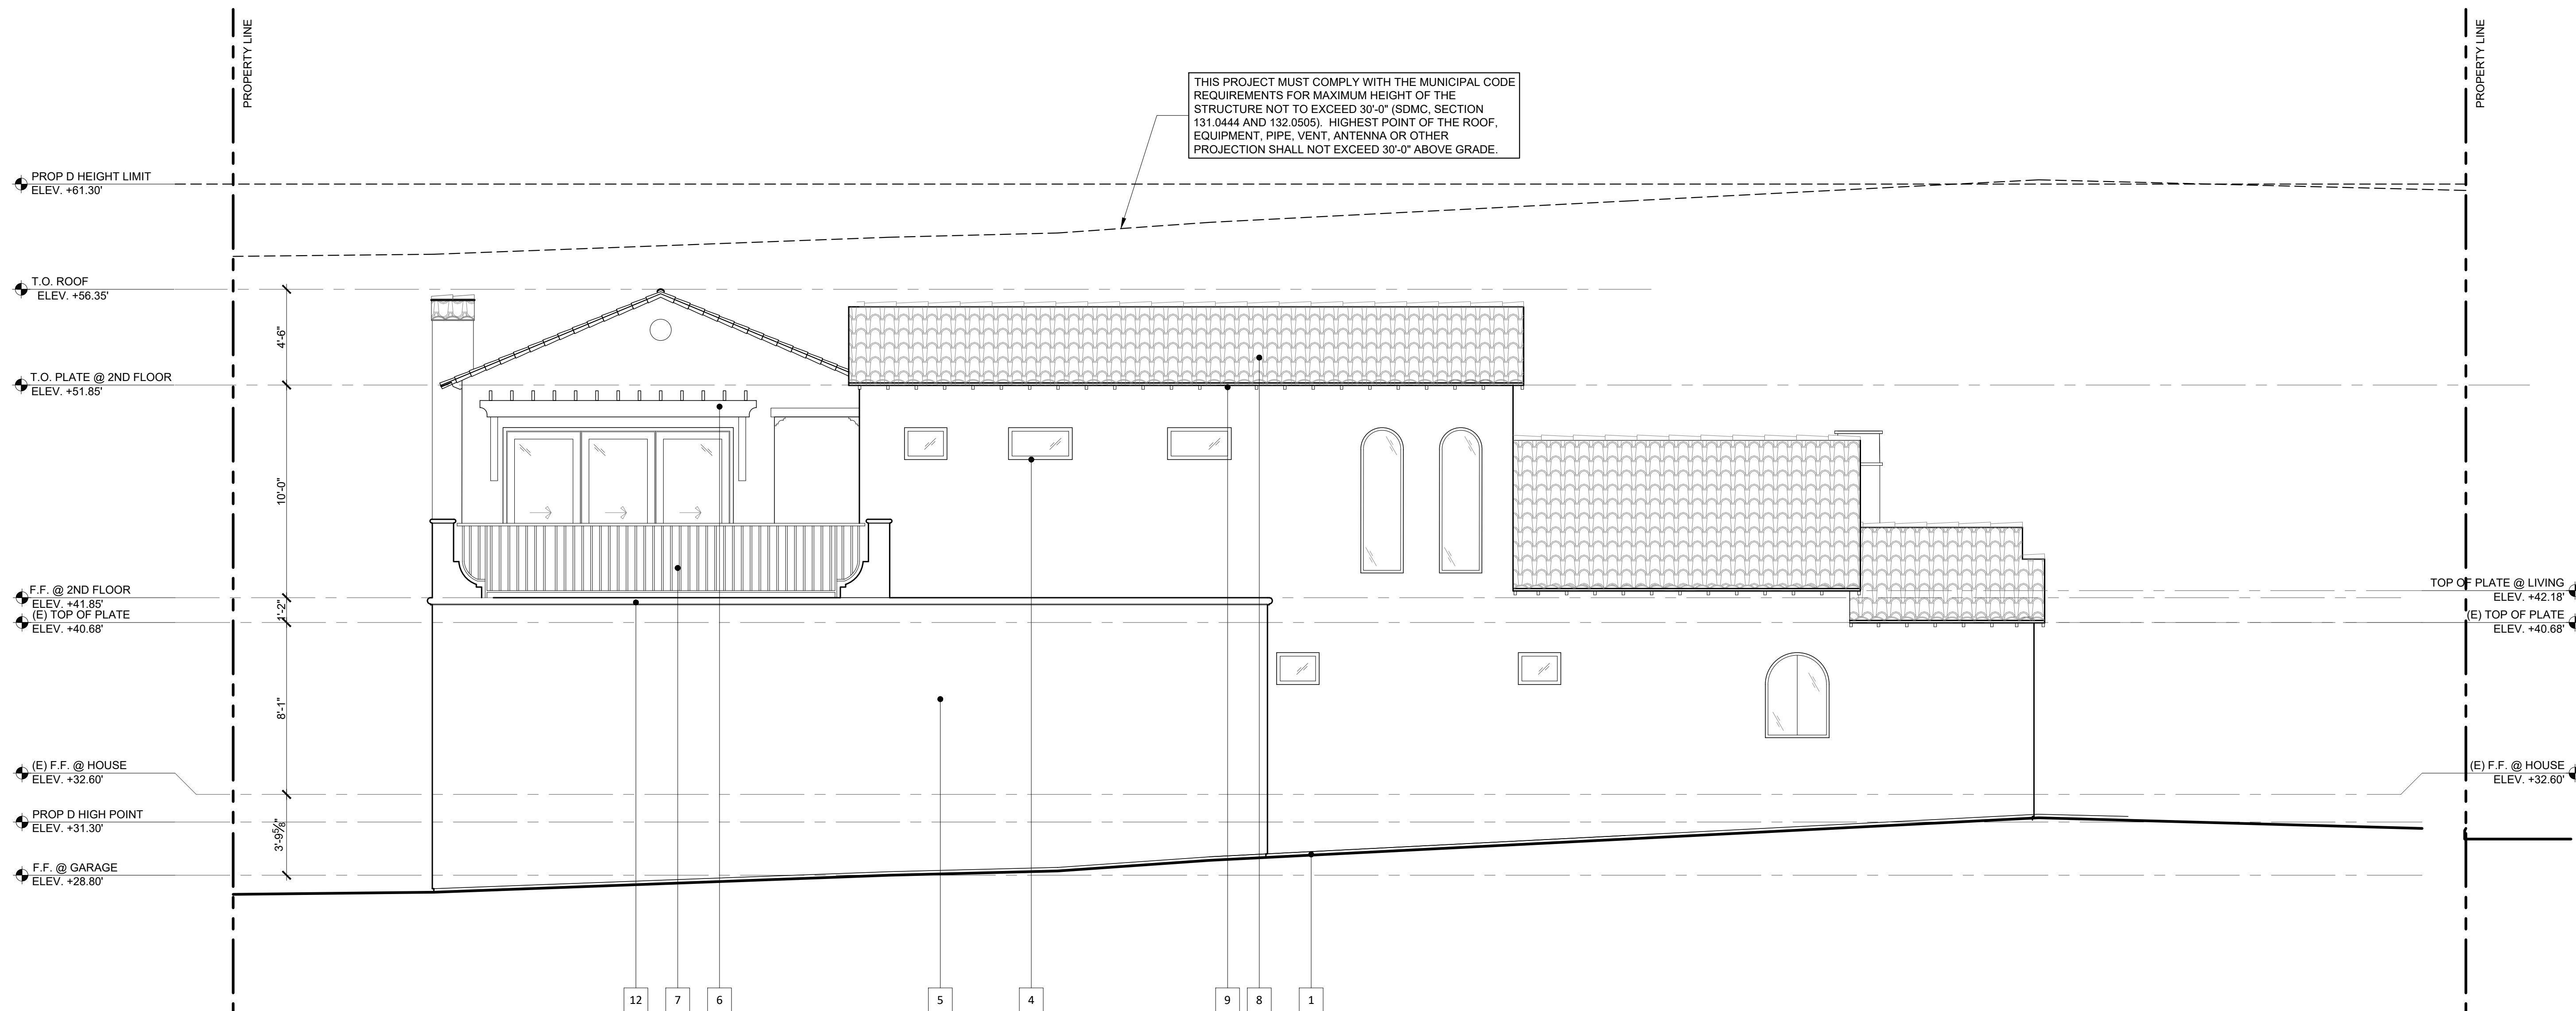 PROPERTY LINE
PROPERTY LINE
THIS PROJECT MUST COMPLY WITH THE MUNICIPAL CODE
REQUIREMENTS FOR MAXIMUM HEIGHT OF THE
STRUCTURE NOT TO EXCEED 30'-0" (SDMC, SECTION
131.0444 AND 132.0505). HIGHEST POINT OF THE ROOF,
EQUIPMENT, PIPE, VENT, ANTENNA OR OTHER
PROJECTION SHALL NOT EXCEED 30'-0" ABOVE GRADE.
PROP D HEIGHT LIMIT
ELEV. +61.30'
T.O. ROOF
ELEV. +56.35'
4'-6"
T.O. PLATE @ 2ND FLOOR
ELEV. +51.85'
10'-0"
F.F. @ 2ND FLOOR
ELEV. +41.85'
1'-2"
(E) TOP OF PLATE
ELEV. +40.68'
8'-1"
(E) F.F. @ HOUSE
ELEV. +32.60'
PROP D HIGH POINT
ELEV. +31.30'
3'-9⅝"
F.F. @ GARAGE
ELEV. +28.80'
TOP OF PLATE @ LIVING
ELEV. +42.18'
(E) TOP OF PLATE
ELEV. +40.68'
(E) F.F. @ HOUSE
ELEV. +32.60'
12 7 6 5 4 9 8 1